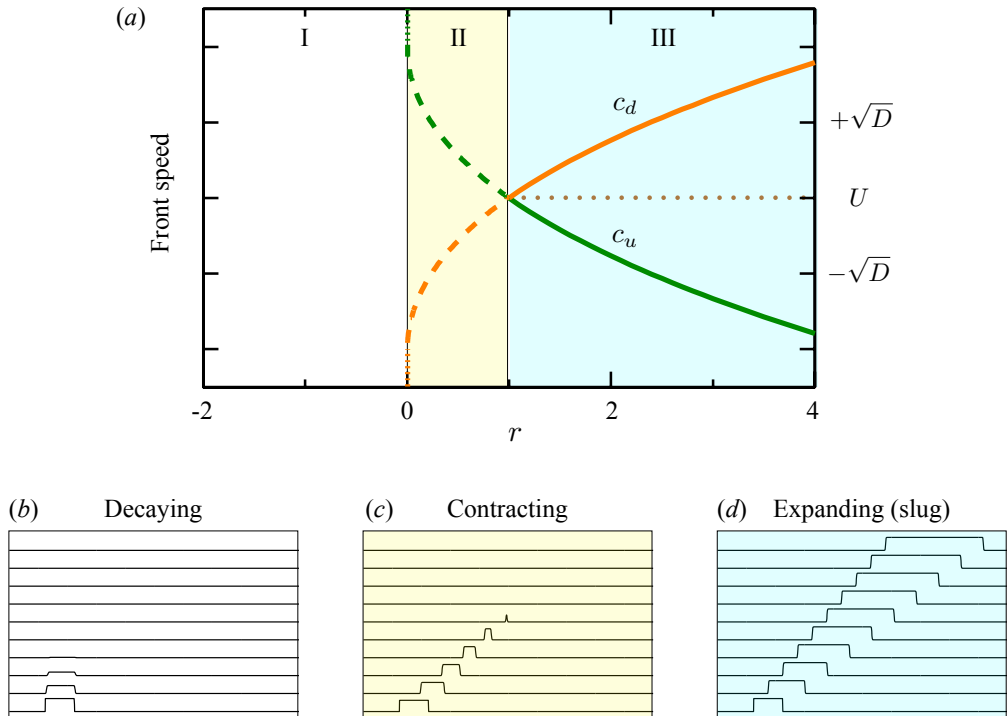 (a)
I II III
Front speed
c_d
c_u
+√D
U
−√D
-2 0 2 4
r
(b) Decaying
(c) Contracting
(d) Expanding (slug)